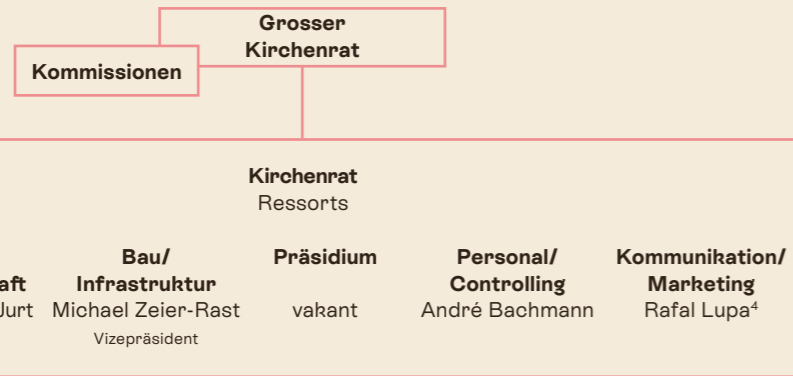 Grosser
Kirchenrat
Kommissionen
Kirchenrat
Ressorts
aft
Jurt
Bau/
Infrastruktur
Michael Zeier-Rast
Vizepräsident
Präsidium
vakant
Personal/
Controlling
André Bachmann
Kommunikation/
Marketing
Rafal Lupa⁴